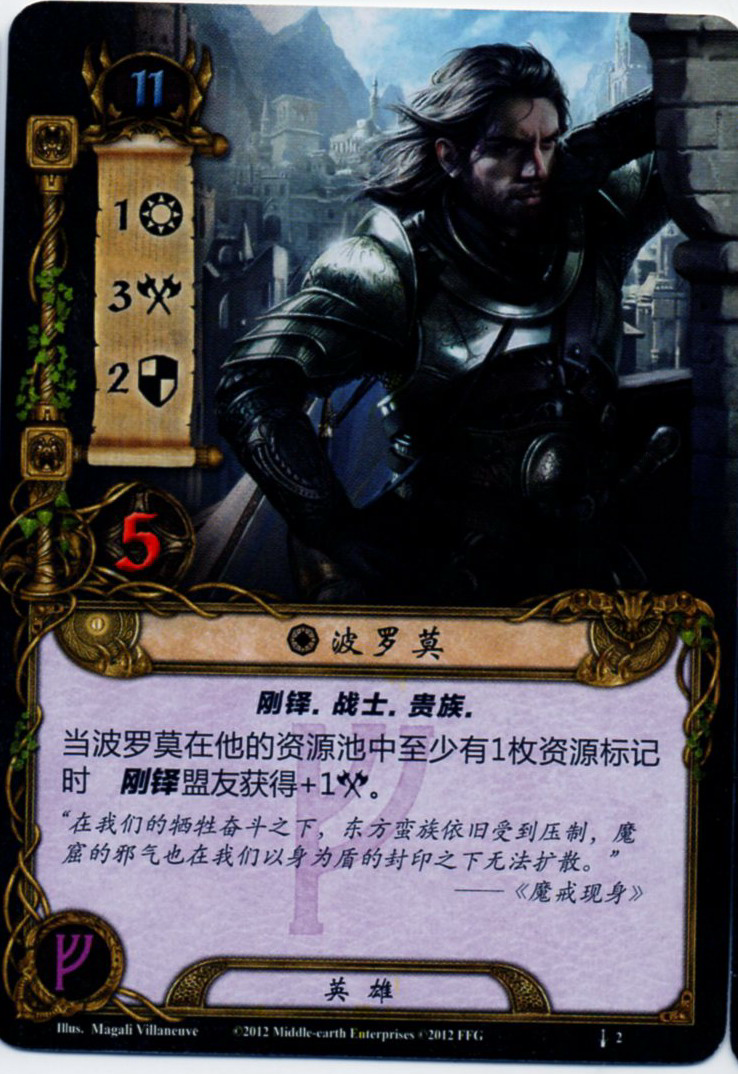 11
1
3
2
5
波罗莫
刚铎. 战士. 贵族.
当波罗莫在他的资源池中至少有1枚资源标记
时 刚铎盟友获得+1。
“在我们的牺牲奋斗之下，东方蛮族依旧受到压制，魔
窟的邪气也在我们以身为盾的封印之下无法扩散。”
——《魔戒现身》
英雄
Illus. Magali Villaneuve ©2012 Middle-earth Enterprises ©2012 FFG 2